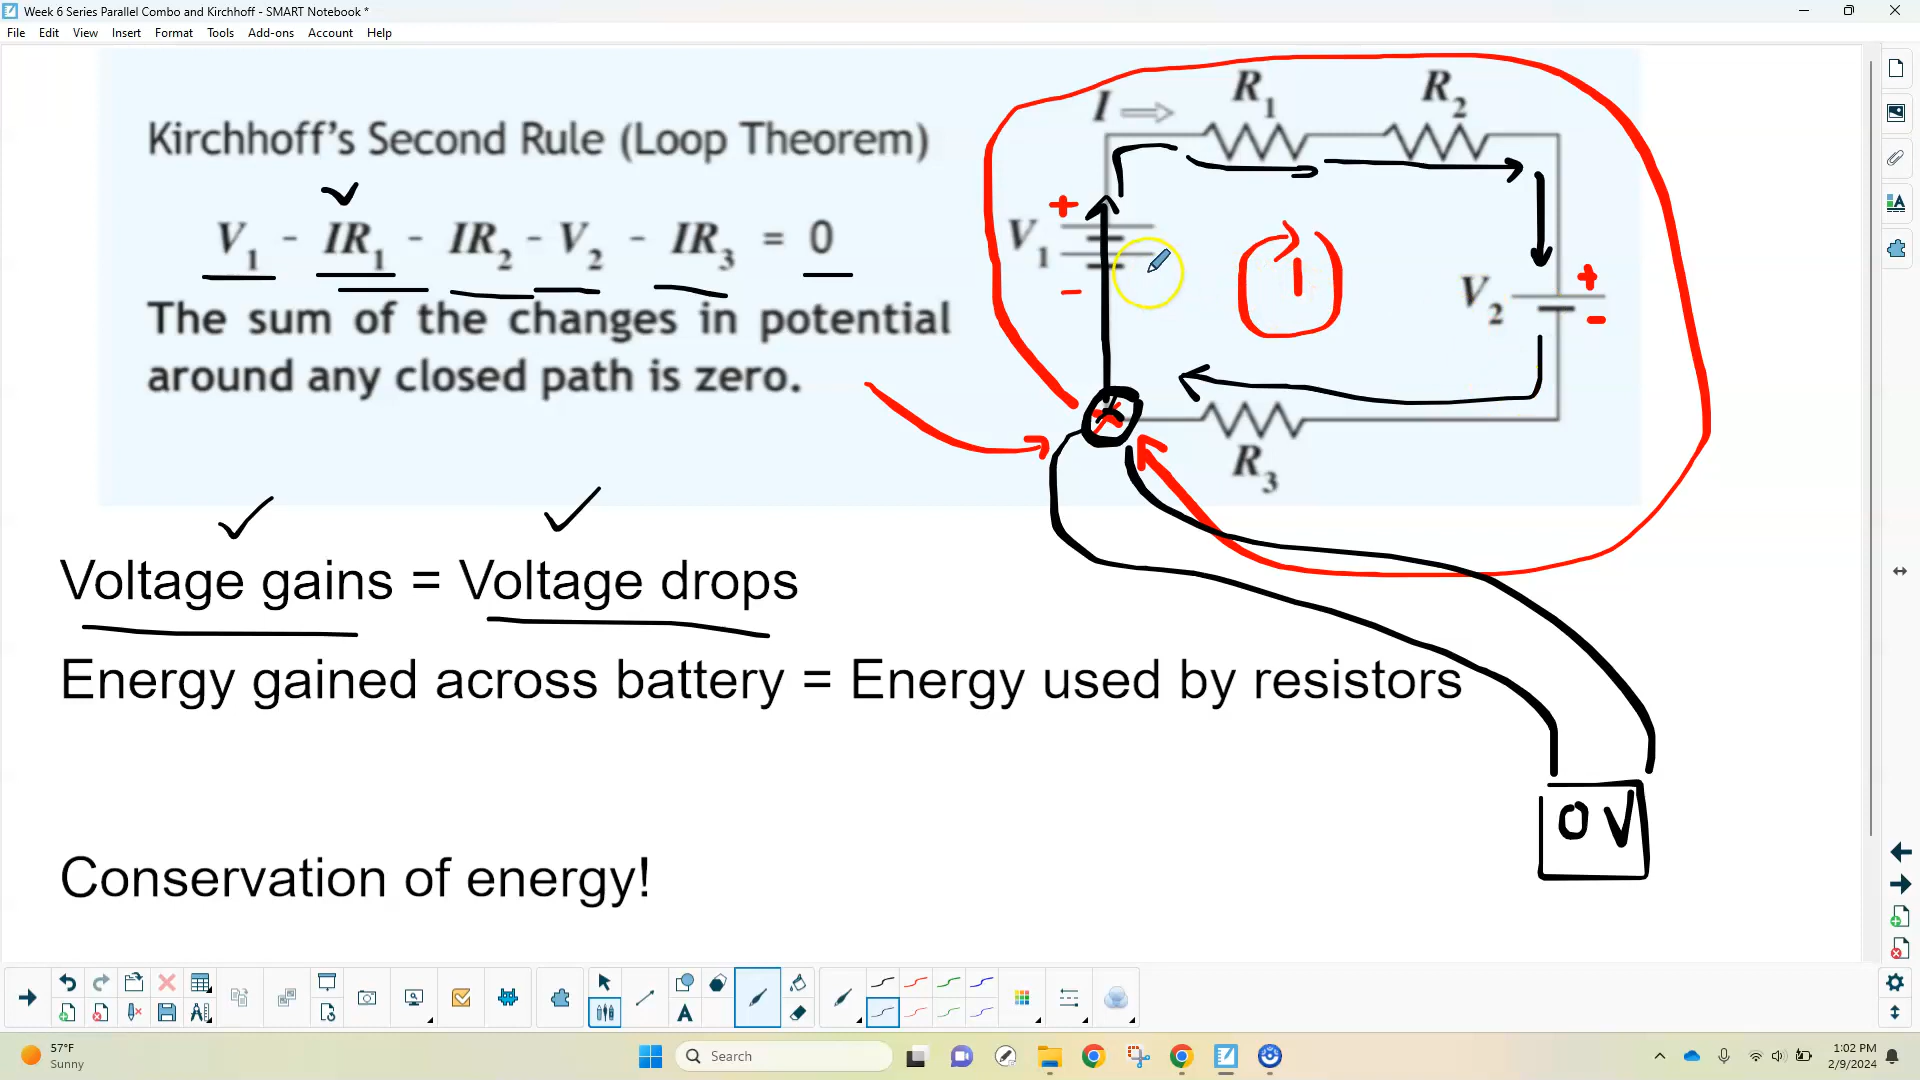 Week 6 Series Parallel Combo and Kirchhoff - SMART Notebook *
File Edit View Insert Format Tools Add-ons Account Help
Kirchhoff's Second Rule (Loop Theorem)
V1 - IR1 - IR2 - V2 - IR3 = 0
The sum of the changes in potential
around any closed path is zero.
I
R1
R2
+
V1
-
1
V2
+
-
R3
Voltage gains = Voltage drops
Energy gained across battery = Energy used by resistors
0 V
Conservation of energy!
A
57°F
Sunny
Search
1:02 PM
2/9/2024